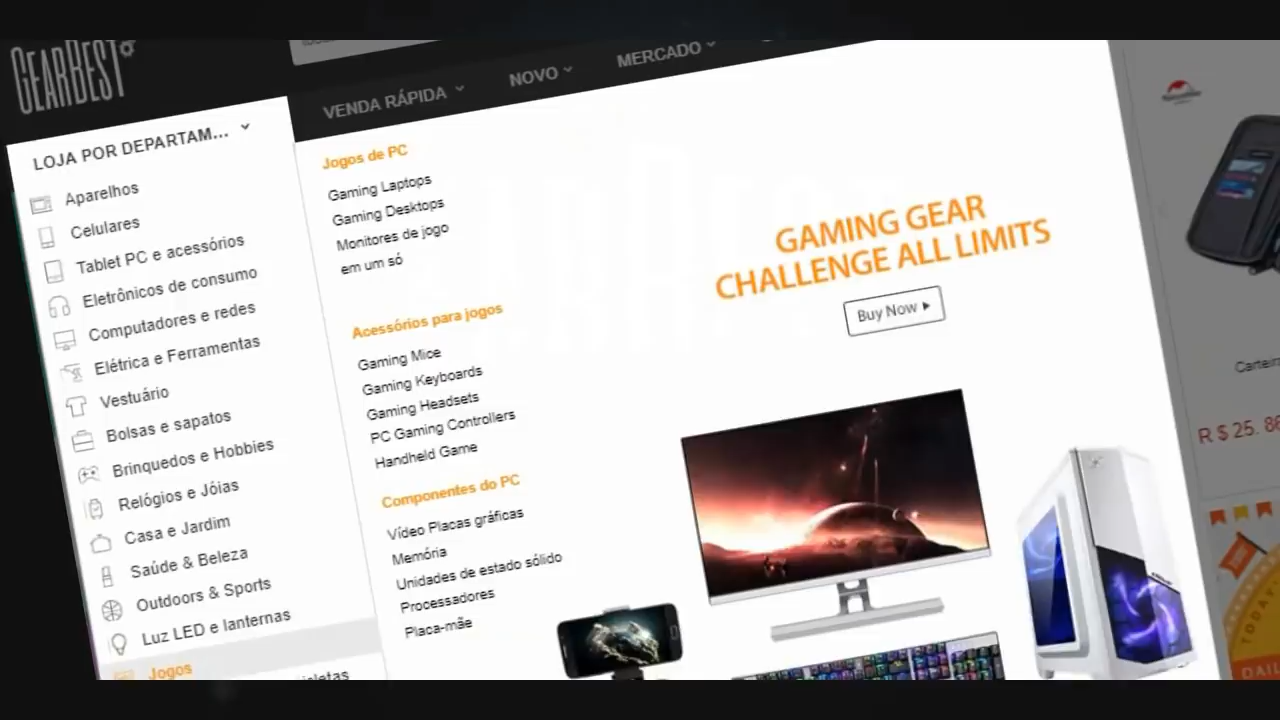 GEARBEST
VENDA RÁPIDA
NOVO
MERCADO
LOJA POR DEPARTAM...
Aparelhos
Celulares
Tablet PC e acessórios
Eletrônicos de consumo
Computadores e redes
Elétrica e Ferramentas
Vestuário
Bolsas e sapatos
Brinquedos e Hobbies
Relógios e Jóias
Casa e Jardim
Saúde & Beleza
Outdoors & Sports
Luz LED e lanternas
Jogos
Jogos de PC
Gaming Laptops
Gaming Desktops
Monitores de jogo
em um só
Acessórios para jogos
Gaming Mice
Gaming Keyboards
Gaming Headsets
PC Gaming Controllers
Handheld Game
Componentes do PC
Vídeo Placas gráficas
Memória
Unidades de estado sólido
Processadores
Placa-mãe
GAMING GEAR
CHALLENGE ALL LIMITS
Buy Now
R $ 25. 86